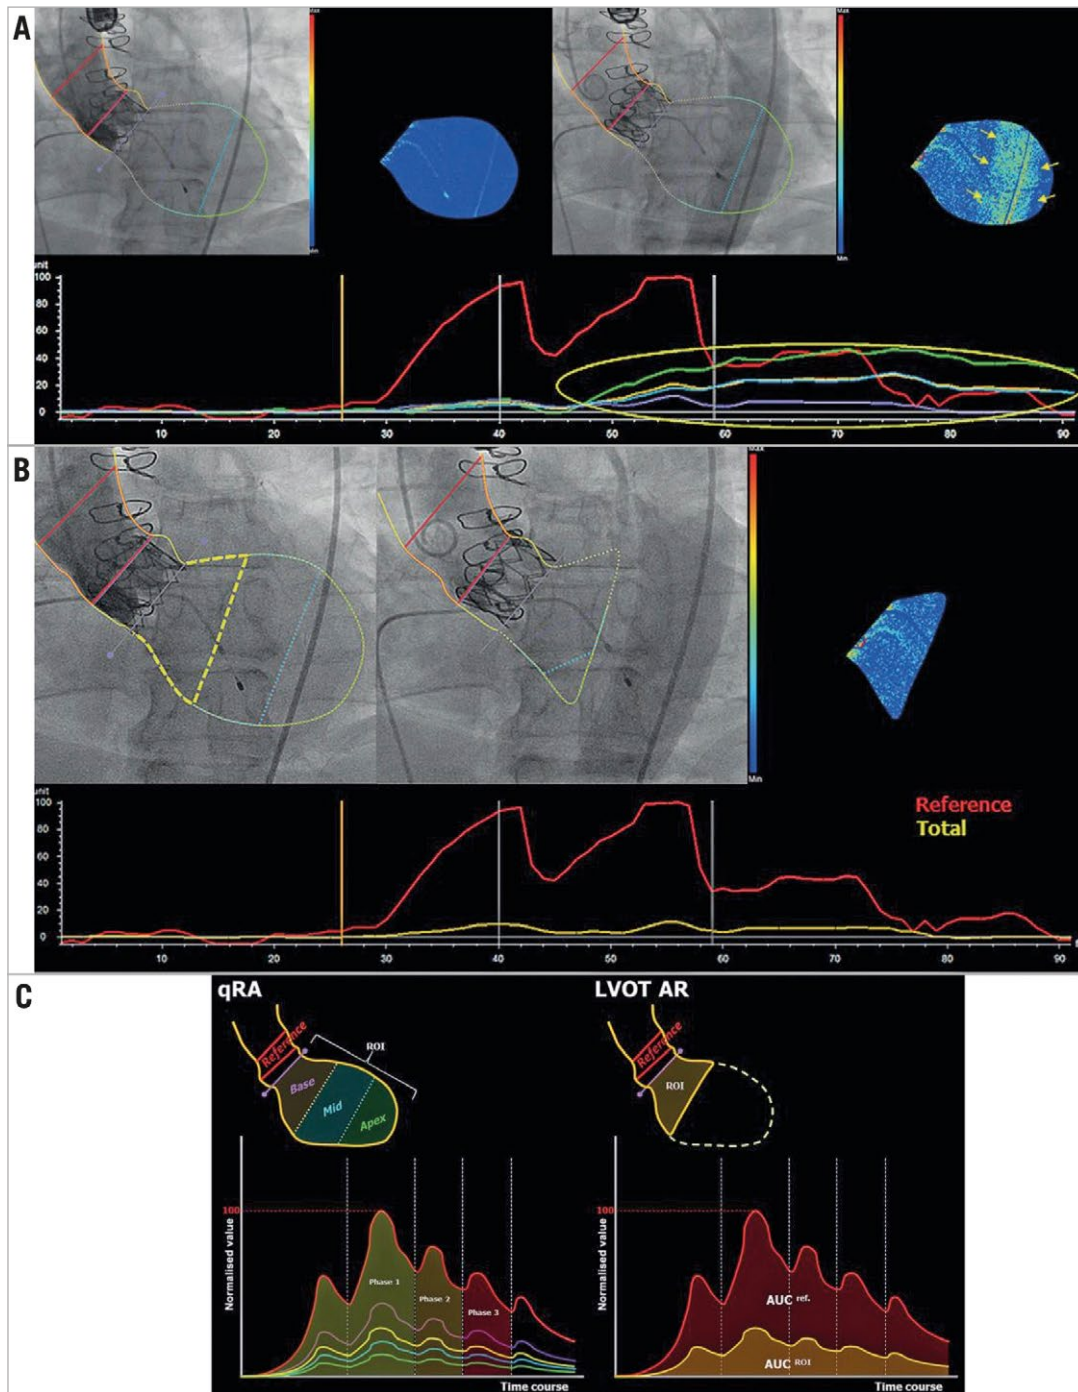 A
Max
Max
Min
Min
unit
100
80
60
40
20
0
10 20 30 40 50 60 70 80 90
B
Max
Min
Reference
Total
unit
100
80
60
40
20
0
10 20 30 40 50 60 70 80 90
C
qRA
LVOT AR
Reference
ROI
Base
Mid
Apex
Reference
ROI
100
Normalised value
Phase 1
Phase 2
Phase 3
Time course
100
Normalised value
AUC ref.
AUC ROI
Time course